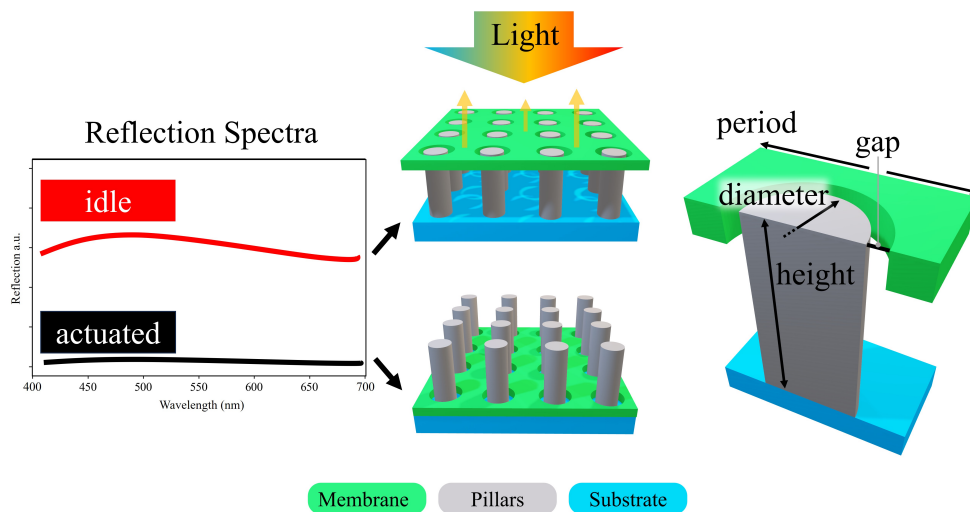 Light
Reflection Spectra
idle
actuated
Reflection a.u.
400 450 500 550 600 650 700
Wavelength (nm)
period
gap
diameter
height
Membrane
Pillars
Substrate